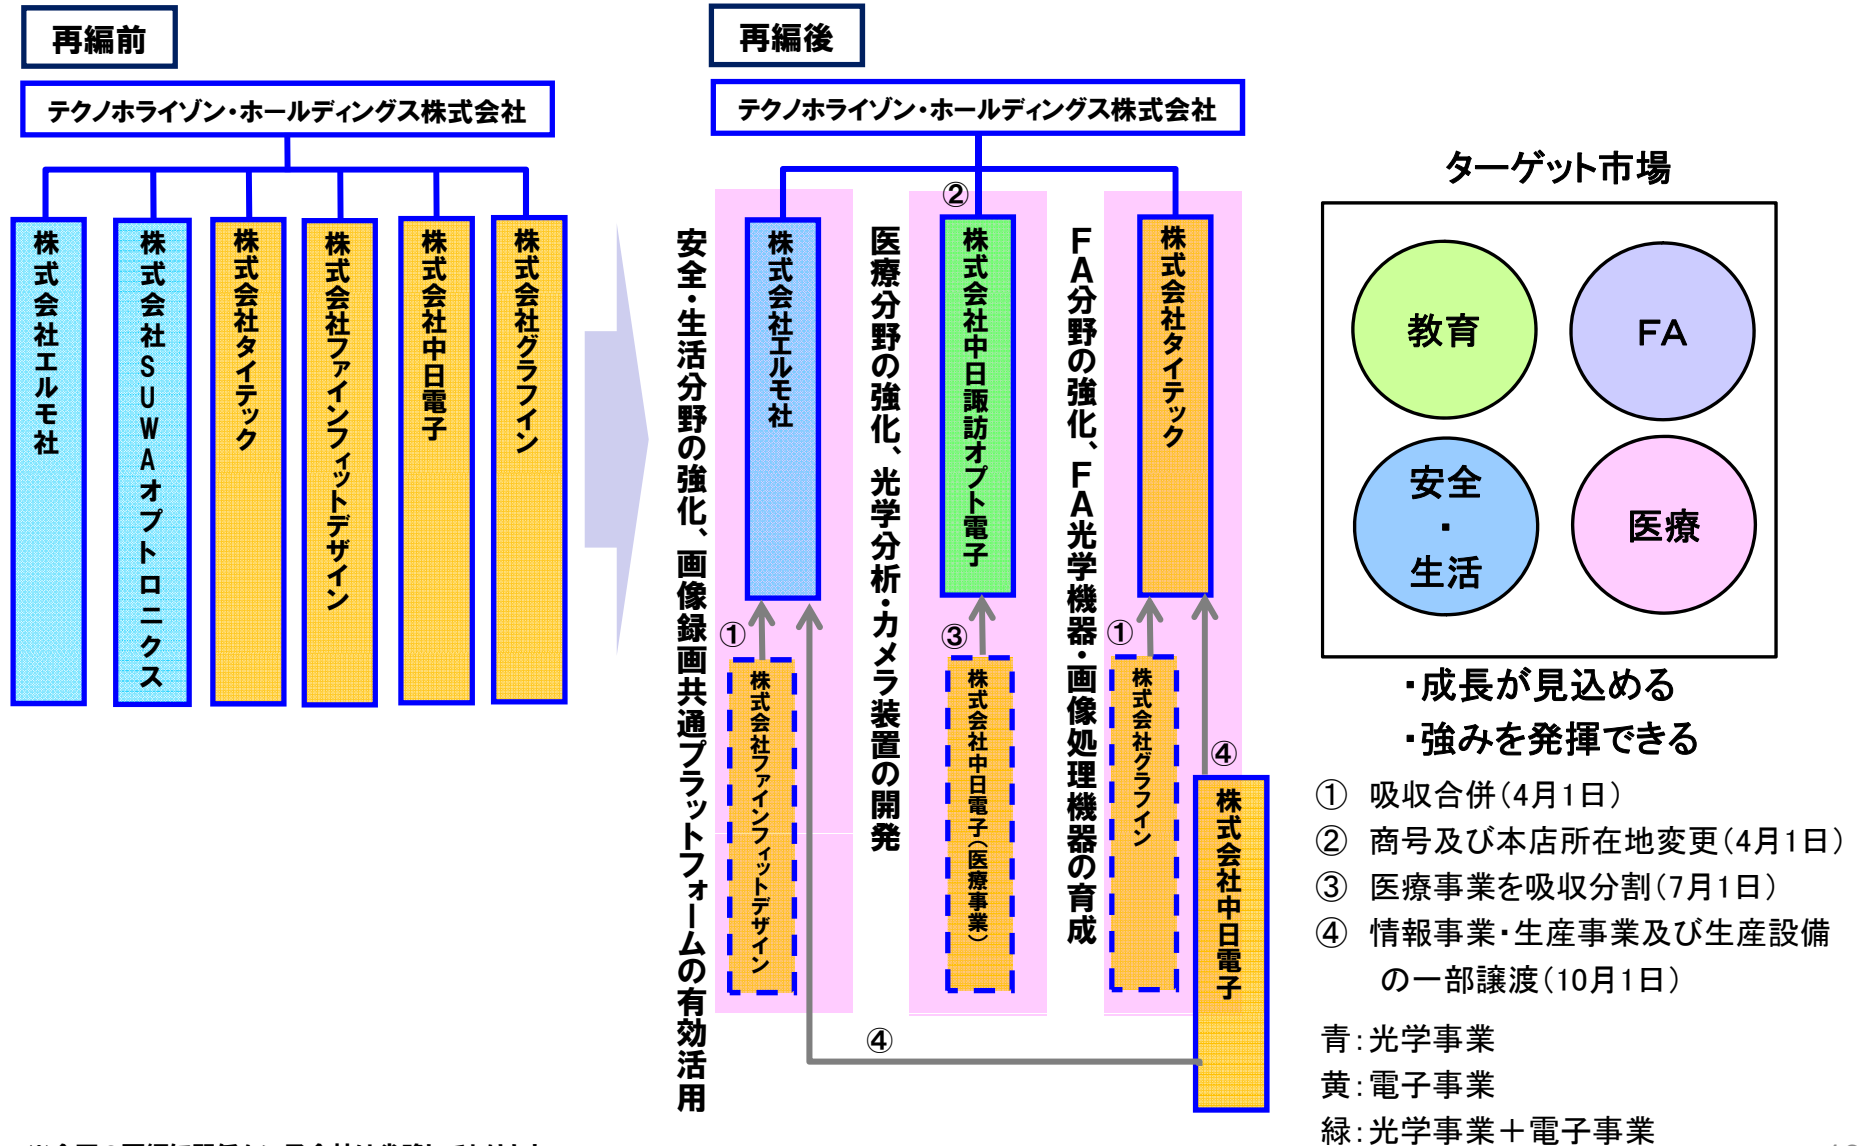 再編前
テクノホライゾン・ホールディングス株式会社
株式会社エルモ社
株式会社SUWAオプトロニクス
株式会社タイテック
株式会社ファインフィットデザイン
株式会社中日電子
株式会社グラフイン
再編後
テクノホライゾン・ホールディングス株式会社
安全・生活分野の強化、画像録画共通プラットフォームの有効活用
株式会社エルモ社
①
株式会社ファインフィットデザイン
医療分野の強化、光学分析・カメラ装置の開発
②
株式会社中日諏訪オプト電子
③
株式会社中日電子(医療事業)
FA分野の強化、FA光学機器・画像処理機器の育成
株式会社タイテック
①
株式会社グラフイン
④
株式会社中日電子
④
ターゲット市場
教育
FA
安全
・
生活
医療
・成長が見込める
・強みを発揮できる
① 吸収合併(4月1日)
② 商号及び本店所在地変更(4月1日)
③ 医療事業を吸収分割(7月1日)
④ 情報事業・生産事業及び生産設備
の一部譲渡(10月1日)
青:光学事業
黄:電子事業
緑:光学事業+電子事業